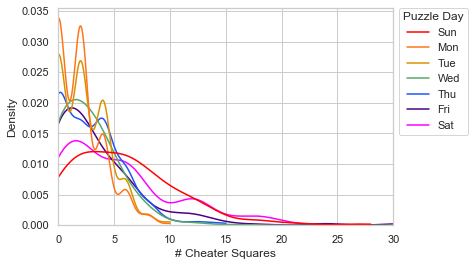 0.035
0.030
0.025
0.020
0.015
0.010
0.005
0.000
Density
0 5 10 15 20 25 30
# Cheater Squares
Puzzle Day
Sun
Mon
Tue
Wed
Thu
Fri
Sat